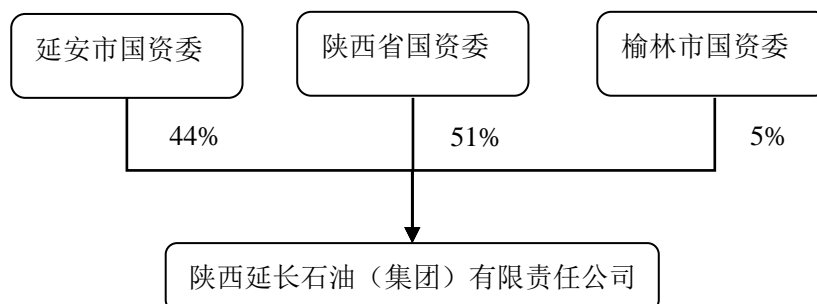 延安市国资委
陕西省国资委
榆林市国资委
44%
51%
5%
陕西延长石油（集团）有限责任公司